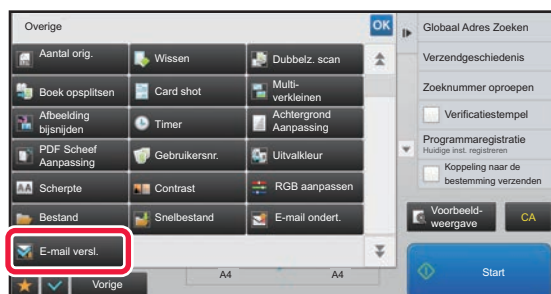 Overige
OK
Aantal orig.
Wissen
Dubbelz. scan
Boek opsplitsen
Card shot
Multi-
verkleinen
Afbeelding
bijsnijden
Timer
Achtergrond
Aanpassing
PDF Scheef
Aanpassing
Gebruikersnr.
Uitvalkleur
AA
Scherpte
Contrast
RGB aanpassen
Bestand
Snelbestand
E-mail ondert.
E-mail versl.
Vorige
A4
A4
Globaal Adres Zoeken
Verzendgeschiedenis
Zoeknummer oproepen
Verificatiestempel
Programmaregistratie
Huidige inst. registreren
Koppeling naar de
bestemming verzenden
Voorbeeld-
weergave
CA
Start